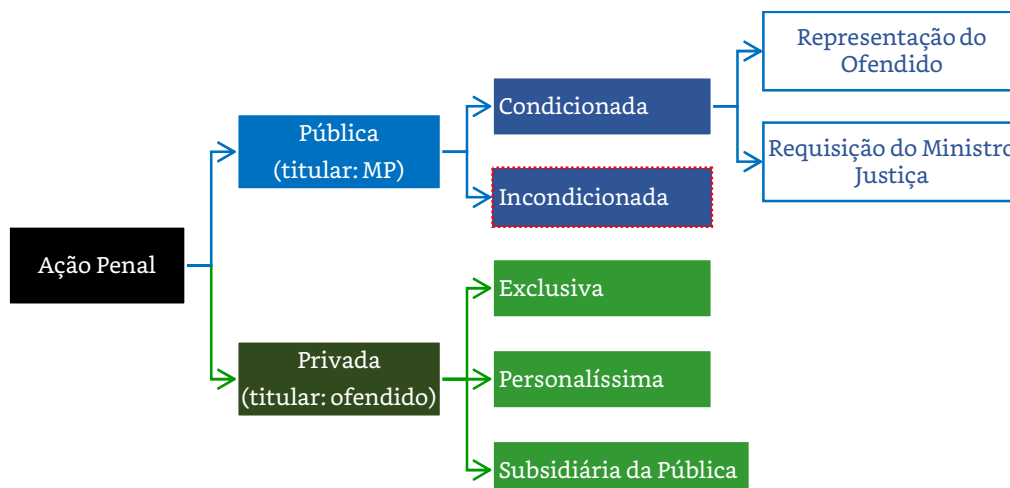 Ação Penal
Pública
(titular: MP)
Condicionada
Representação do
Ofendido
Requisição do Ministro
Justiça
Incondicionada
Privada
(titular: ofendido)
Exclusiva
Personalíssima
Subsidiária da Pública